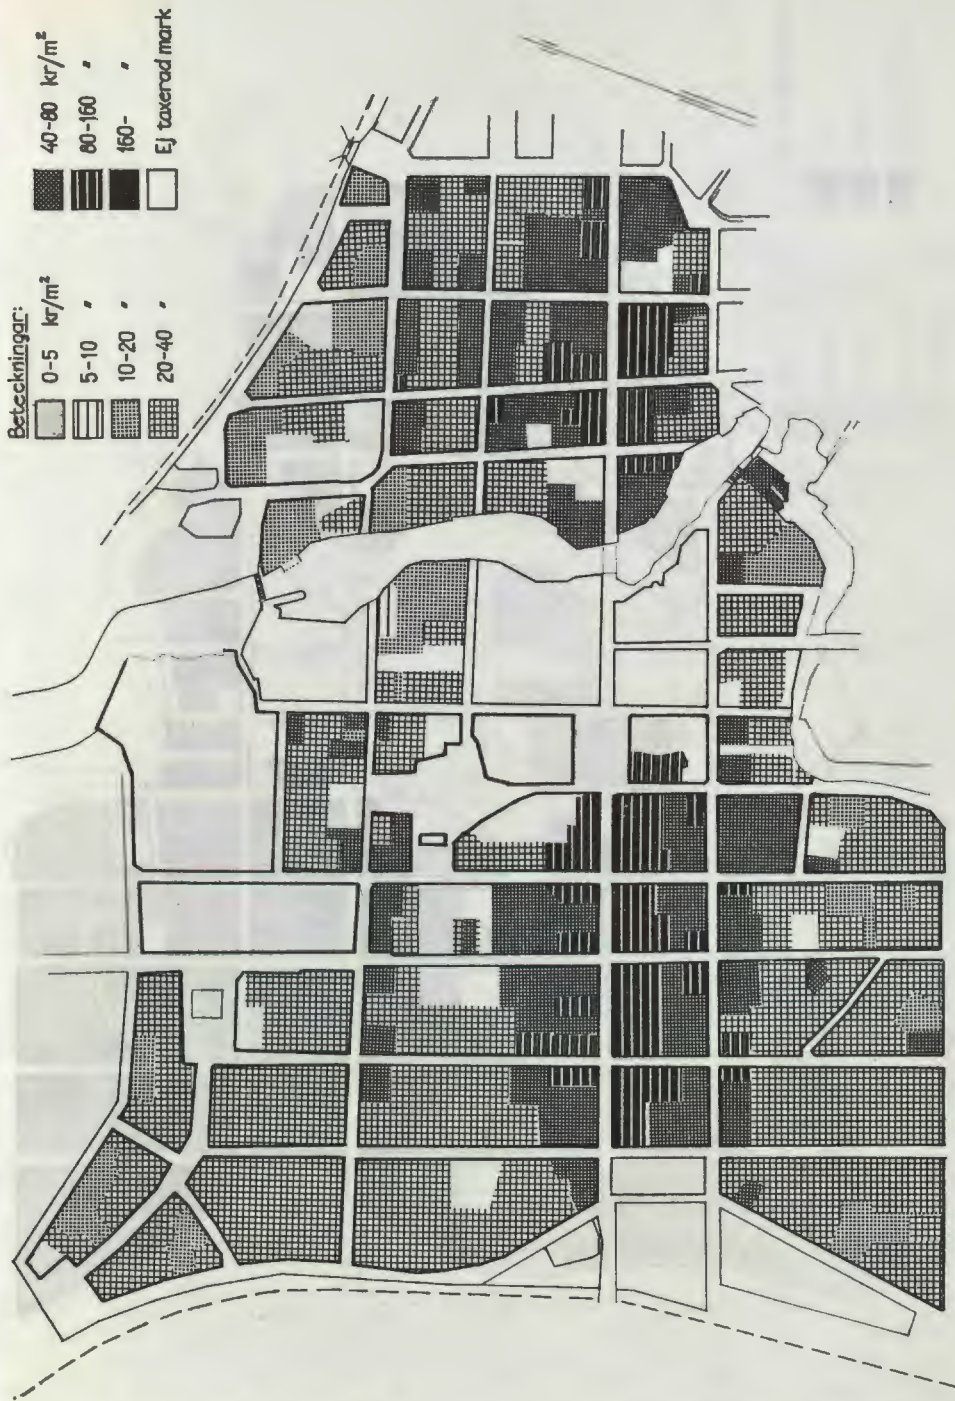 Beteckningar:
0-5 kr/m²
5-10 "
10-20 "
20-40 "
40-80 kr/m²
80-160 "
160- "
Ej taxerad mark